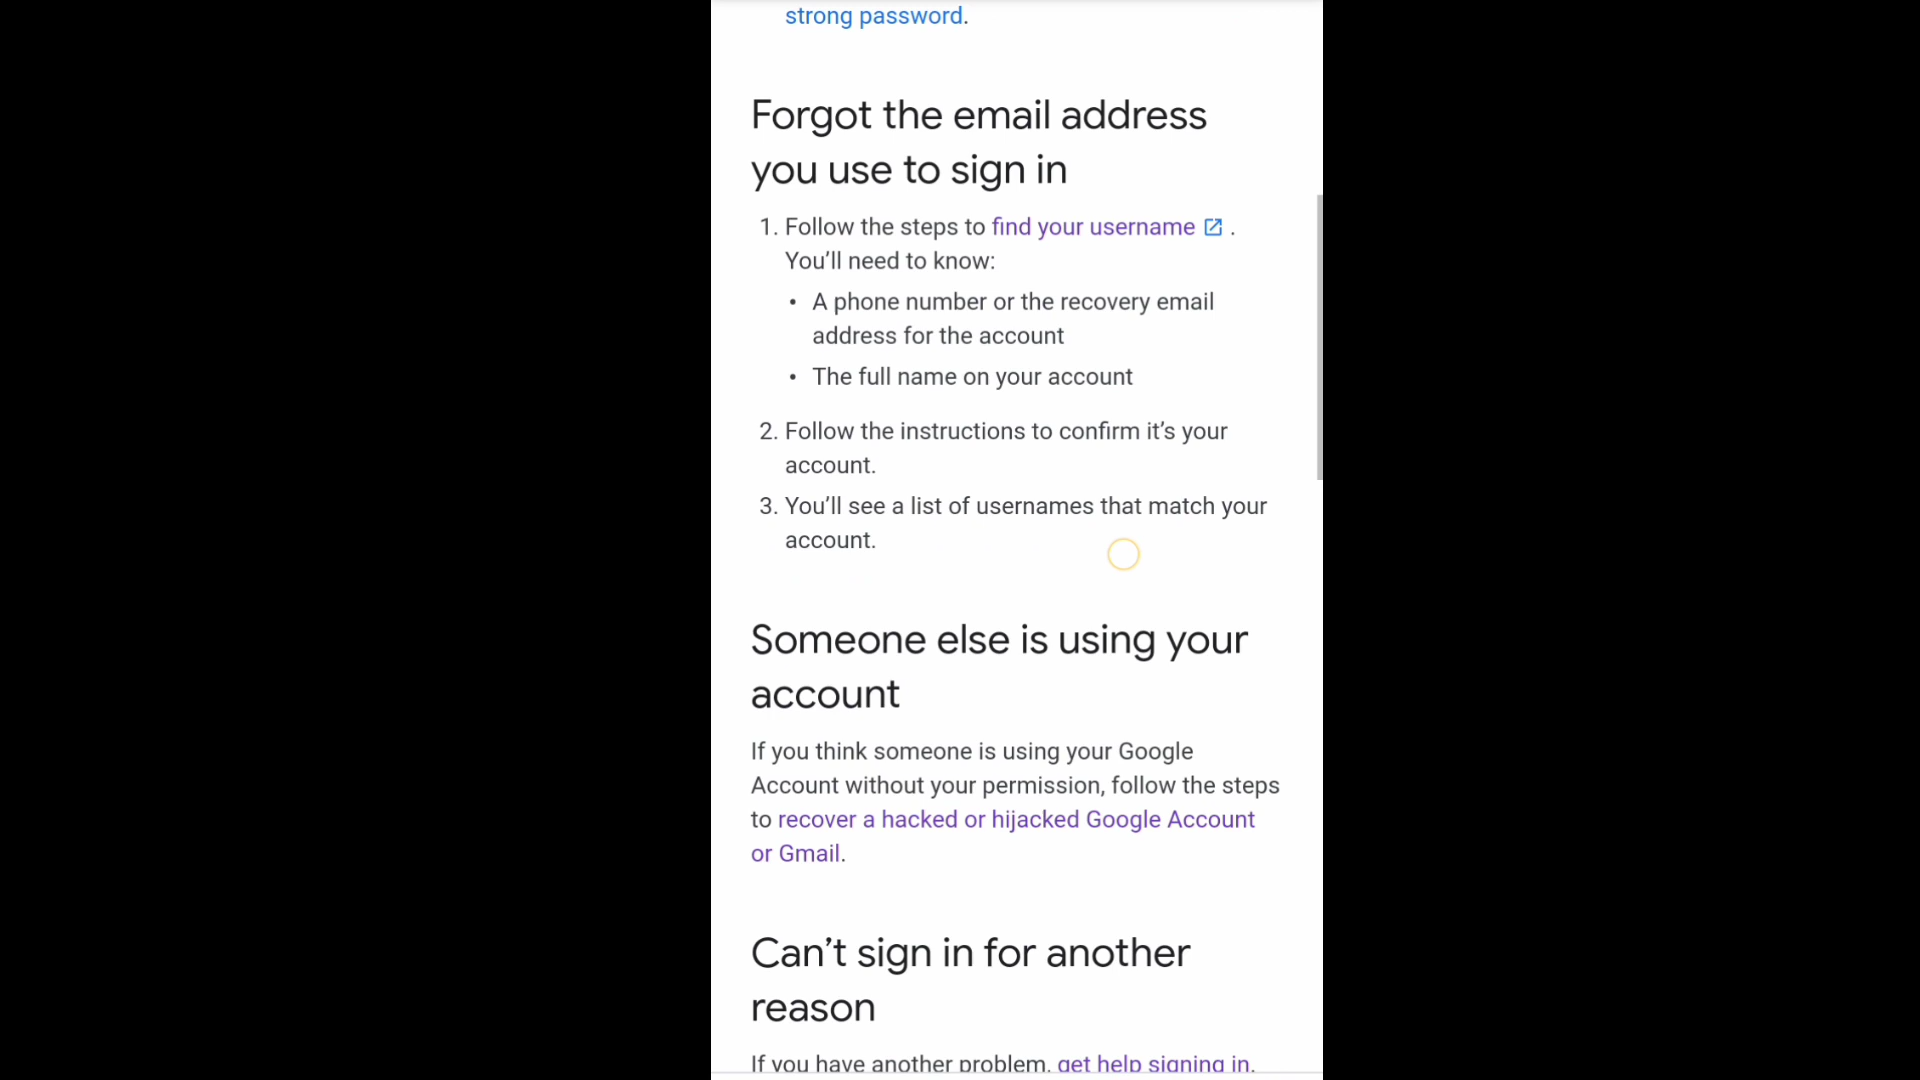 strong password.
Forgot the email address
you use to sign in
1. Follow the steps to find your username .
You’ll need to know:
• A phone number or the recovery email
address for the account
• The full name on your account
2. Follow the instructions to confirm it’s your
account.
3. You’ll see a list of usernames that match your
account.
Someone else is using your
account
If you think someone is using your Google
Account without your permission, follow the steps
to recover a hacked or hijacked Google Account
or Gmail.
Can’t sign in for another
reason
If you have another problem, get help signing in.